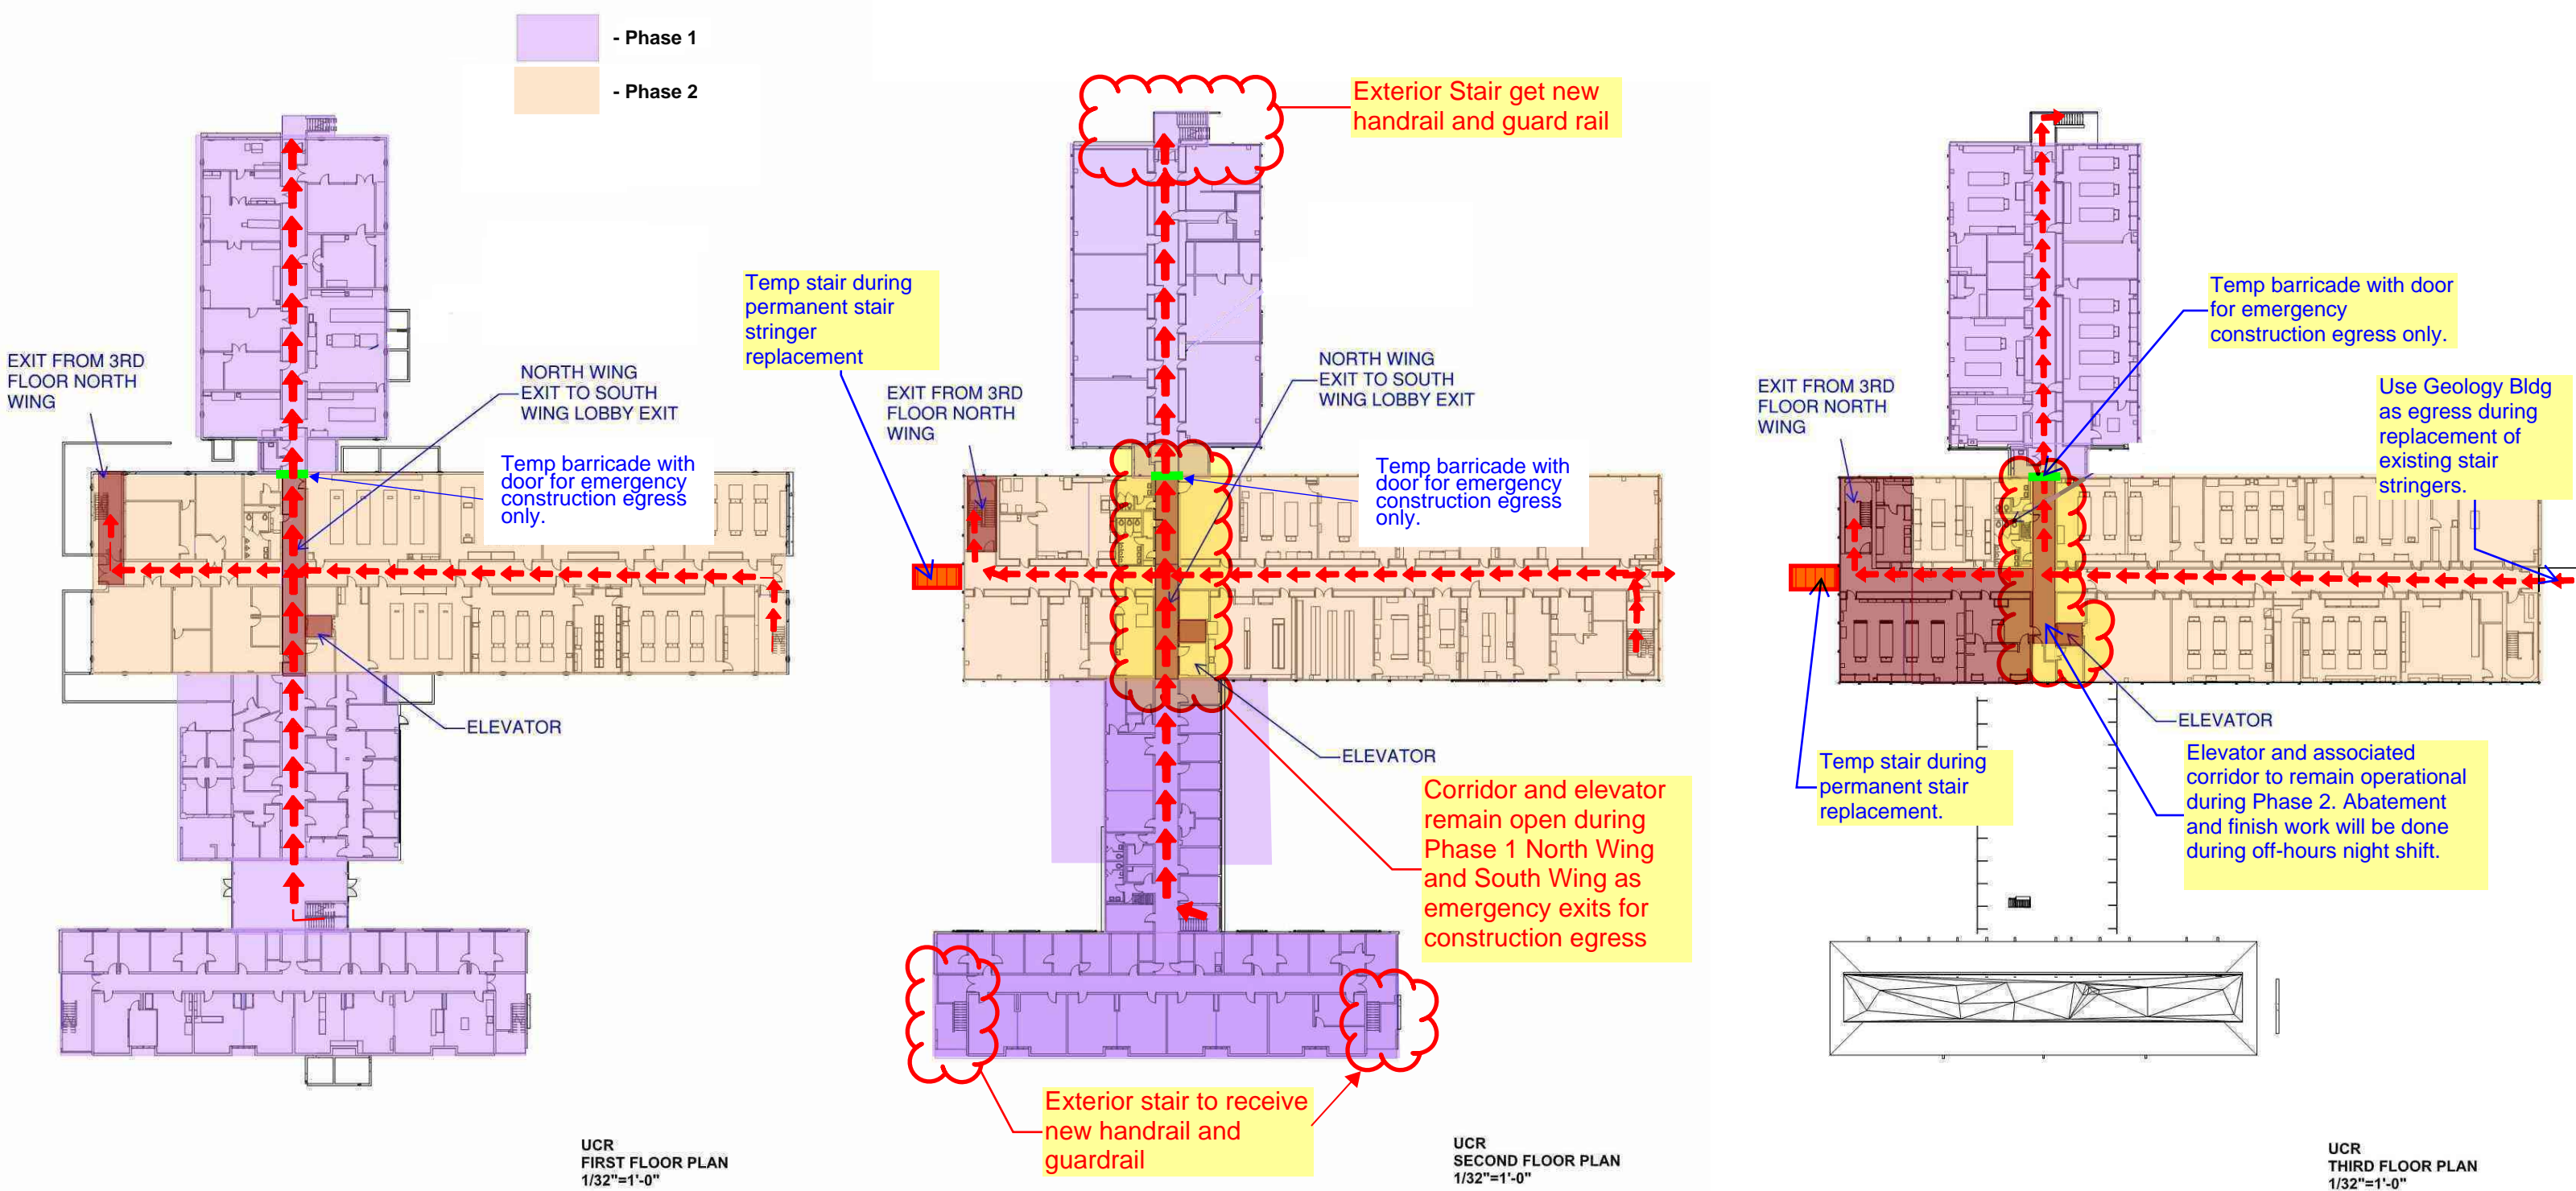 - Phase 1
- Phase 2
EXIT FROM 3RD
FLOOR NORTH
WING
NORTH WING
EXIT TO SOUTH
WING LOBBY EXIT
Temp barricade with
door for emergency
construction egress
only.
ELEVATOR
UCR
FIRST FLOOR PLAN
1/32"=1'-0"
Exterior Stair get new
handrail and guard rail
Temp stair during
permanent stair
stringer
replacement
EXIT FROM 3RD
FLOOR NORTH
WING
NORTH WING
EXIT TO SOUTH
WING LOBBY EXIT
Temp barricade with
door for emergency
construction egress
only.
ELEVATOR
Corridor and elevator
remain open during
Phase 1 North Wing
and South Wing as
emergency exits for
construction egress
Exterior stair to receive
new handrail and
guardrail
UCR
SECOND FLOOR PLAN
1/32"=1'-0"
Temp barricade with door
for emergency
construction egress only.
EXIT FROM 3RD
FLOOR NORTH
WING
Use Geology Bldg
as egress during
replacement of
existing stair
stringers.
ELEVATOR
Temp stair during
permanent stair
replacement.
Elevator and associated
corridor to remain operational
during Phase 2. Abatement
and finish work will be done
during off-hours night shift.
UCR
THIRD FLOOR PLAN
1/32"=1'-0"